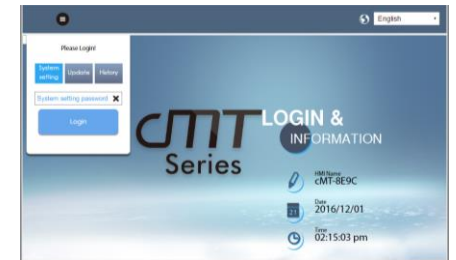 English
Please Login!
System setting
Update
History
System setting password
Login
cMT
Series
LOGIN &
INFORMATION
HMI Name
cMT-8E9C
Date
2016/12/01
21
Time
02:15:03 pm